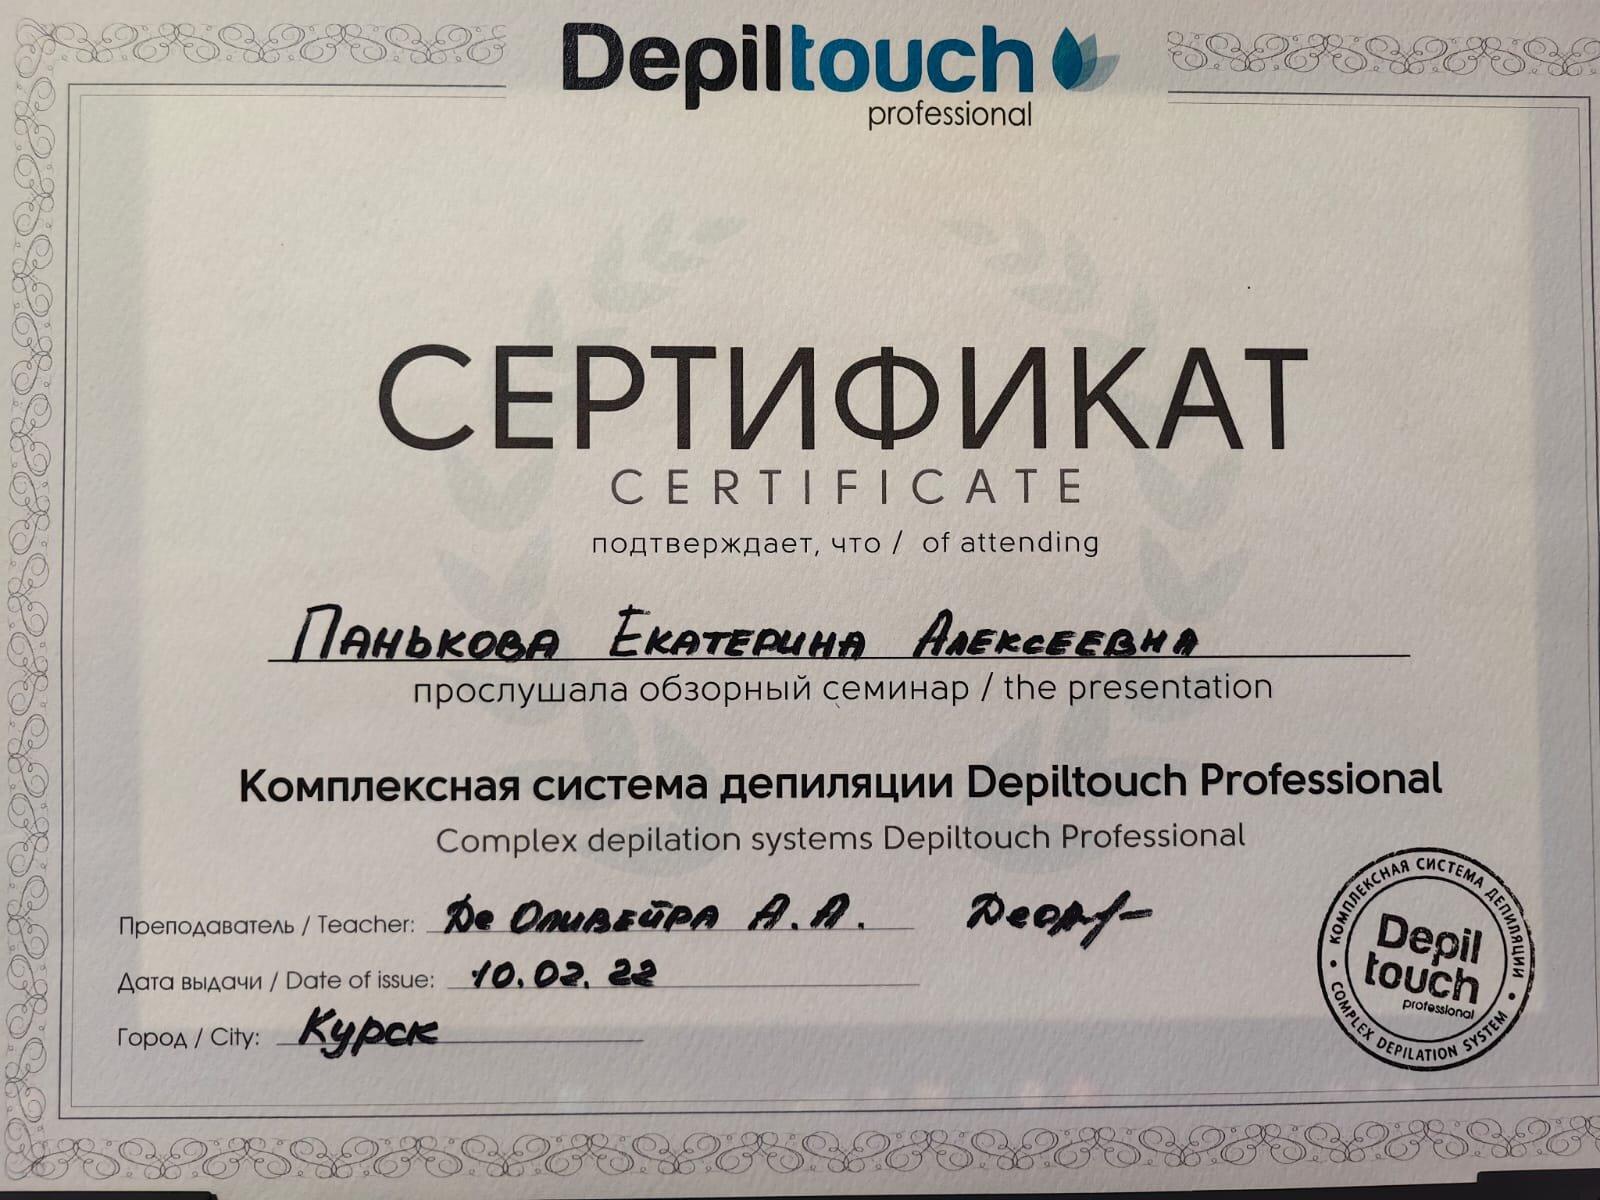 Depiltouch
professional
СЕРТИФИКАТ
CERTIFICATE
подтверждает, что / of attending
Панькова Екатерина Алексеевна
прослушала обзорный семинар / the presentation
Комплексная система депиляции Depiltouch Professional
Complex depilation systems Depiltouch Professional
Преподаватель / Teacher: Де Оливейра А.А.
Дата выдачи / Date of issue: 10.02.22
Город / City: Курск
КОМПЛЕКСНАЯ СИСТЕМА ДЕПИЛЯЦИИ
Depil
touch
professional
COMPLEX DEPILATION SYSTEM